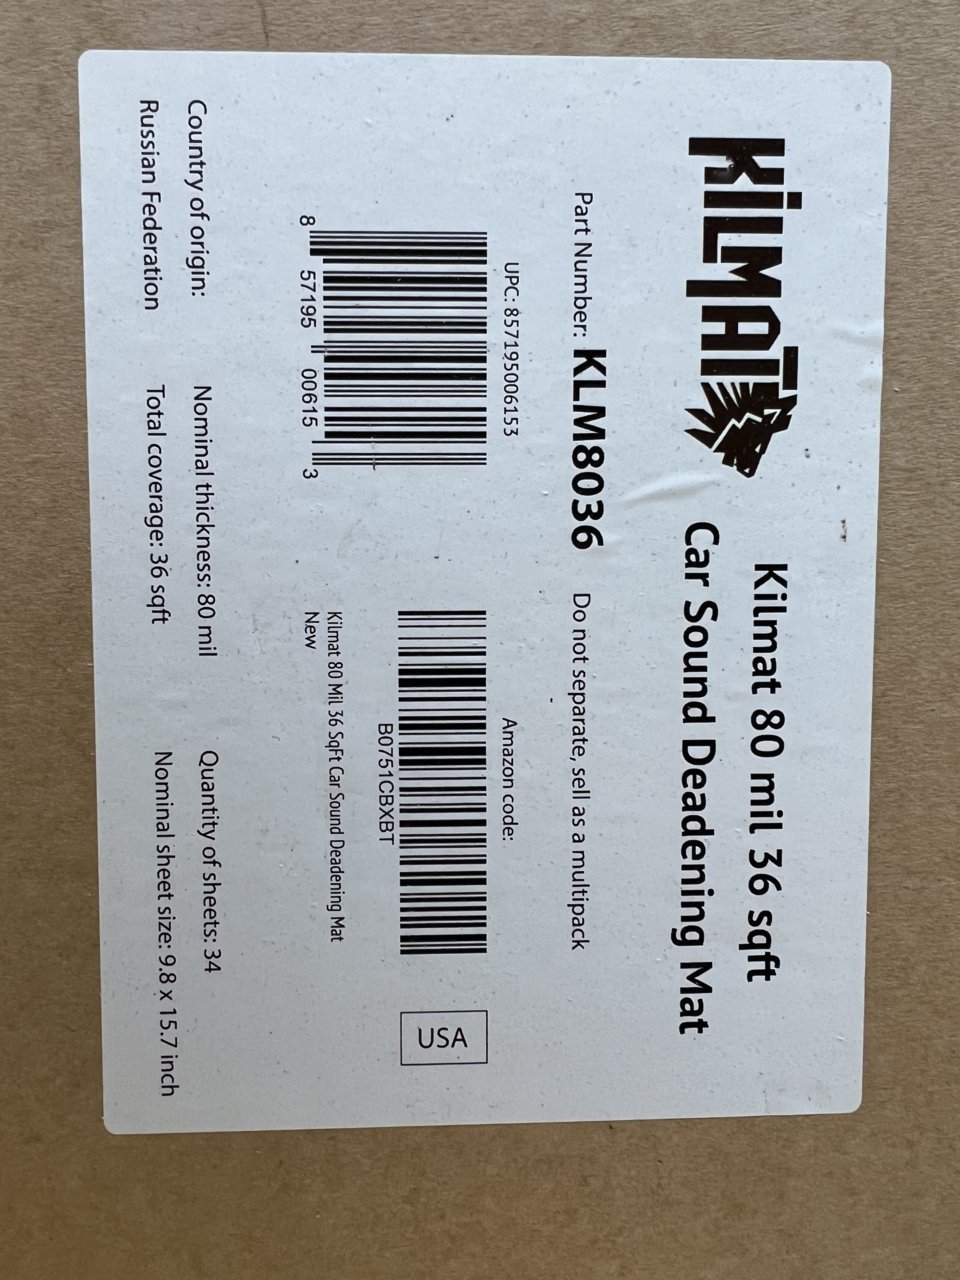 KILMAT
Kilmat 80 mil 36 sqft
Car Sound Deadening Mat
Part Number: KLM8036
Do not separate, sell as a multipack
UPC: 857195006153
8 57195 00615 3
Amazon code:
B0751CBXBT
Kilmat 80 Mil 36 SqFt Car Sound Deadening Mat
New
USA
Country of origin:
Russian Federation
Nominal thickness: 80 mil
Total coverage: 36 sqft
Quantity of sheets: 34
Nominal sheet size: 9.8 x 15.7 inch